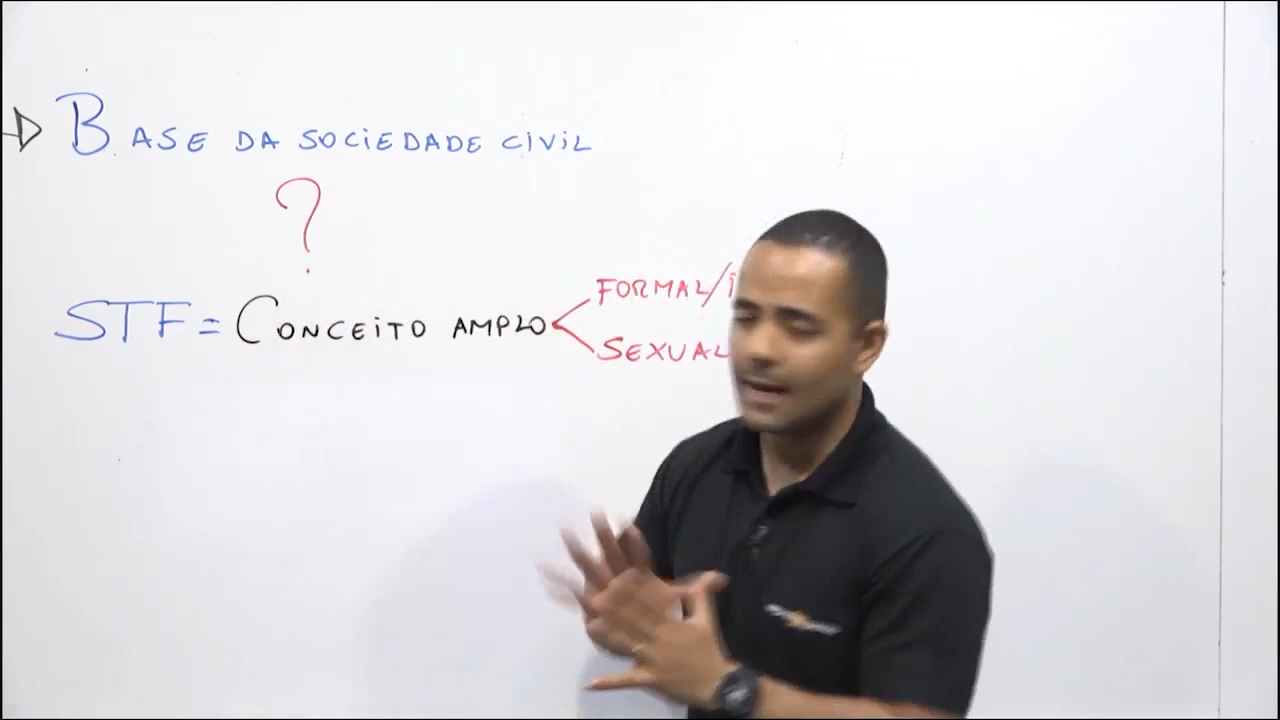 BASE DA SOCIEDADE CIVIL
?
FORMAL/
STF = CONCEITO AMPLO
SEXUAL